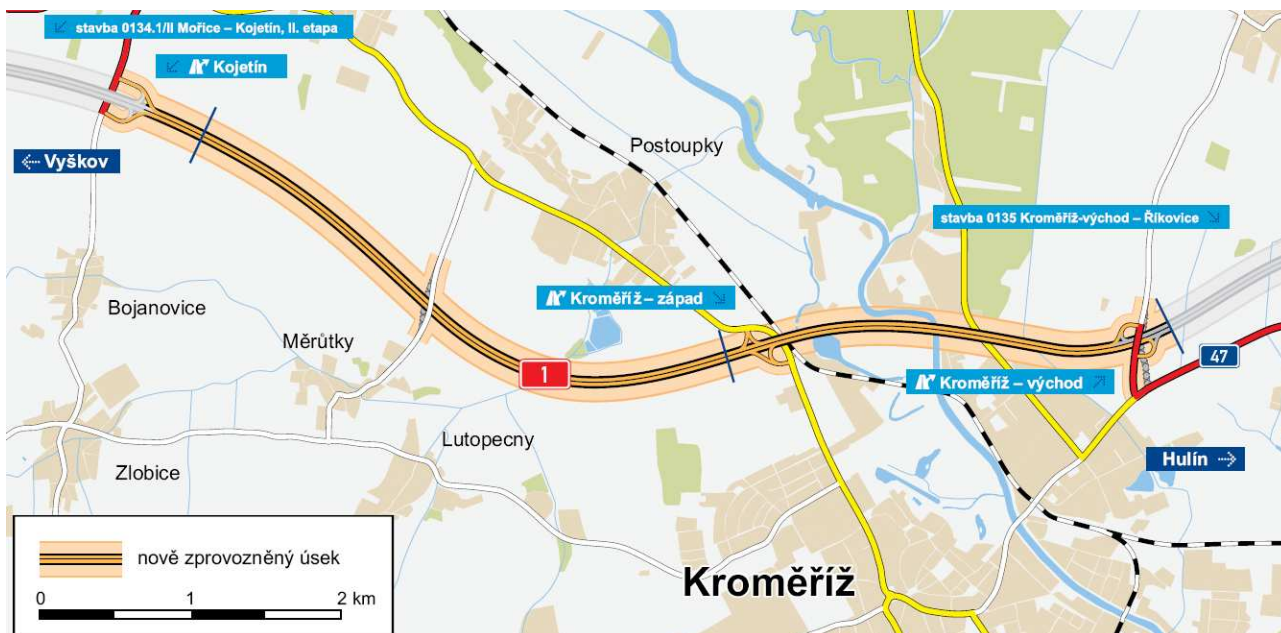 stavba 0134.1/II Mořice – Kojetín, II. etapa
Kojetín
Vyškov
Postoupky
stavba 0135 Kroměříž-východ – Říkovice
Bojanovice
Kroměříž – západ
Měrůtky
1
47
Kroměříž – východ
Lutopecny
Hulín
Zlobice
nově zprovozněný úsek
0 1 2 km
Kroměříž